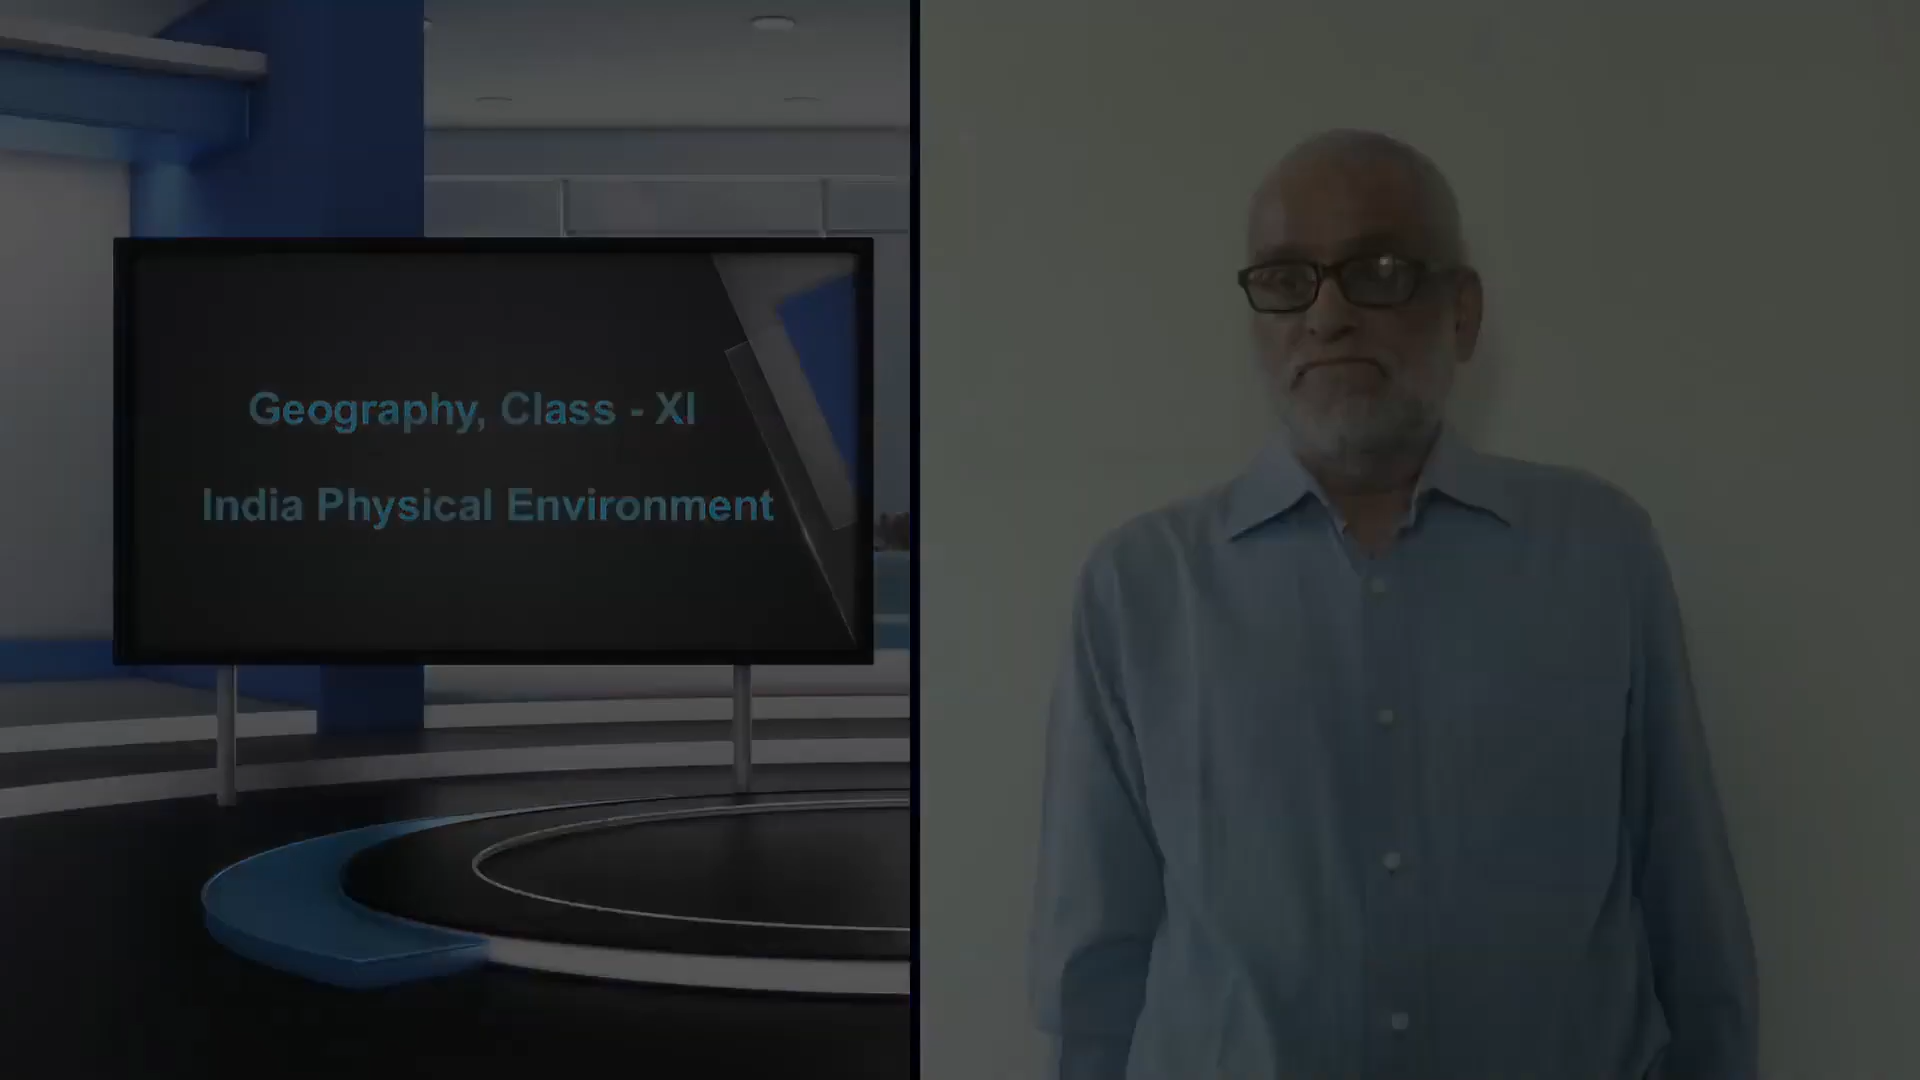 Geography, Class - XI
India Physical Environment